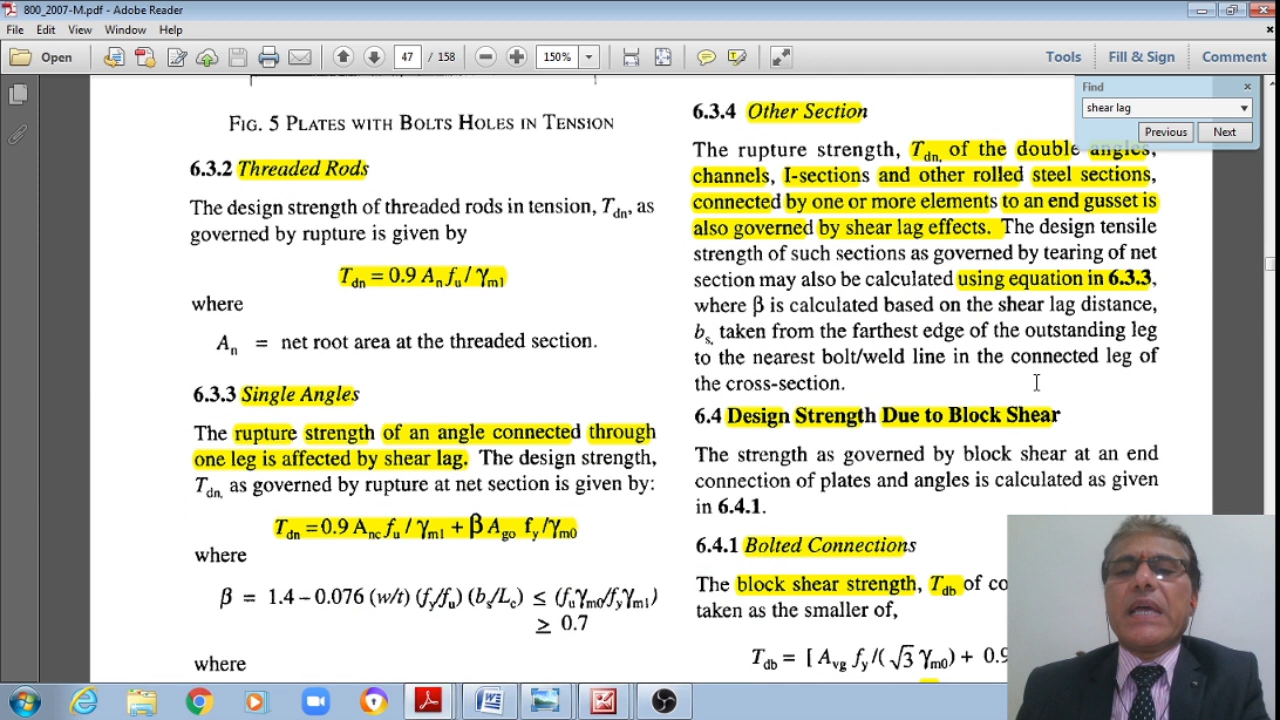 800_2007-M.pdf - Adobe Reader
File Edit View Window Help
Open 47 / 158 150% Tools Fill & Sign Comment
Find
shear lag
Previous Next
FIG. 5 PLATES WITH BOLTS HOLES IN TENSION
6.3.2 Threaded Rods
The design strength of threaded rods in tension, Tdn, as
governed by rupture is given by
Tdn = 0.9 An fu / γm1
where
An = net root area at the threaded section.
6.3.3 Single Angles
The rupture strength of an angle connected through
one leg is affected by shear lag. The design strength,
Tdn, as governed by rupture at net section is given by:
Tdn = 0.9 Anc fu / γm1 + β Ago fy /γm0
where
β = 1.4 – 0.076 (w/t) (fy/fu) (bs/Lc) ≤ (fuγm0/fyγm1)
≥ 0.7
where
6.3.4 Other Section
The rupture strength, Tdn, of the double angles,
channels, I-sections and other rolled steel sections,
connected by one or more elements to an end gusset is
also governed by shear lag effects. The design tensile
strength of such sections as governed by tearing of net
section may also be calculated using equation in 6.3.3,
where β is calculated based on the shear lag distance,
bs, taken from the farthest edge of the outstanding leg
to the nearest bolt/weld line in the connected leg of
the cross-section.
6.4 Design Strength Due to Block Shear
The strength as governed by block shear at an end
connection of plates and angles is calculated as given
in 6.4.1.
6.4.1 Bolted Connections
The block shear strength, Tdb of
taken as the smaller of,
Tdb = [ Avg fy /( √3 γm0) + 0.9